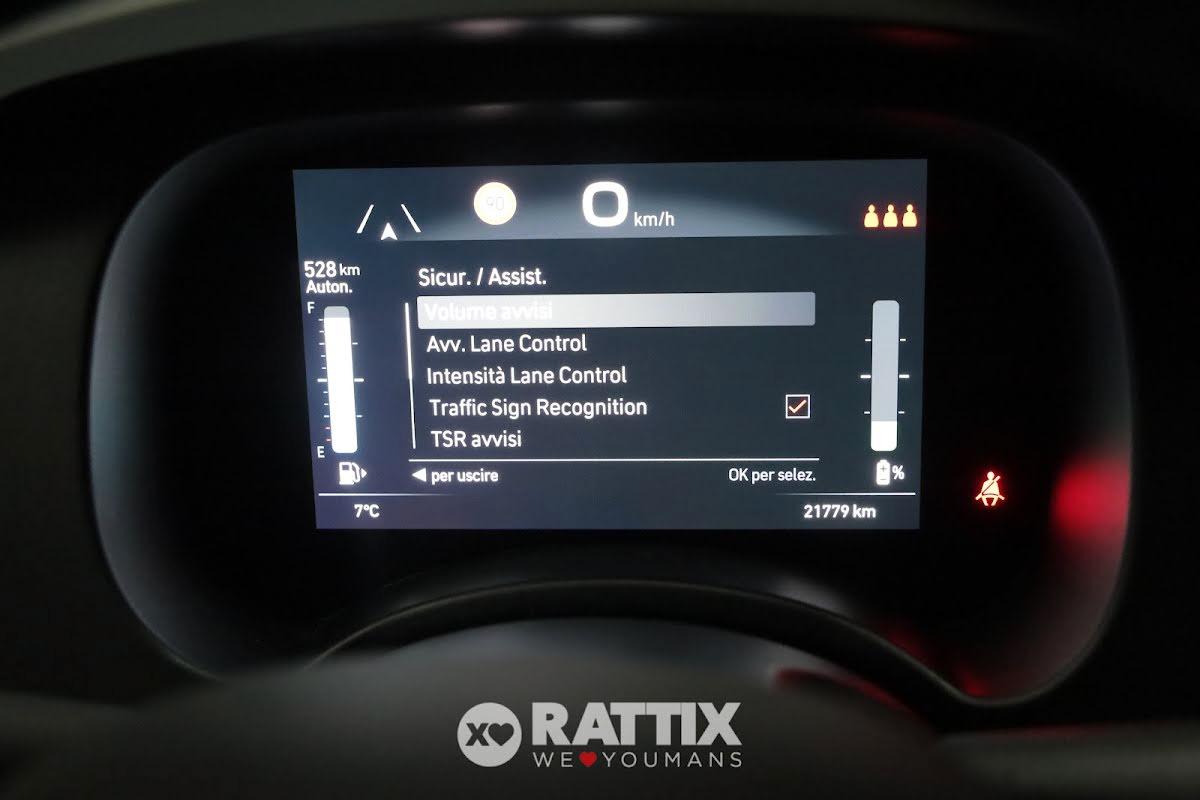 90
0 km/h
528 km
Auton.
F
E
Sicur. / Assist.
Volume avvisi
Avv. Lane Control
Intensità Lane Control
Traffic Sign Recognition
TSR avvisi
per uscire
OK per selez.
%
7°C
21779 km
RATTIX
WE YOUMANS